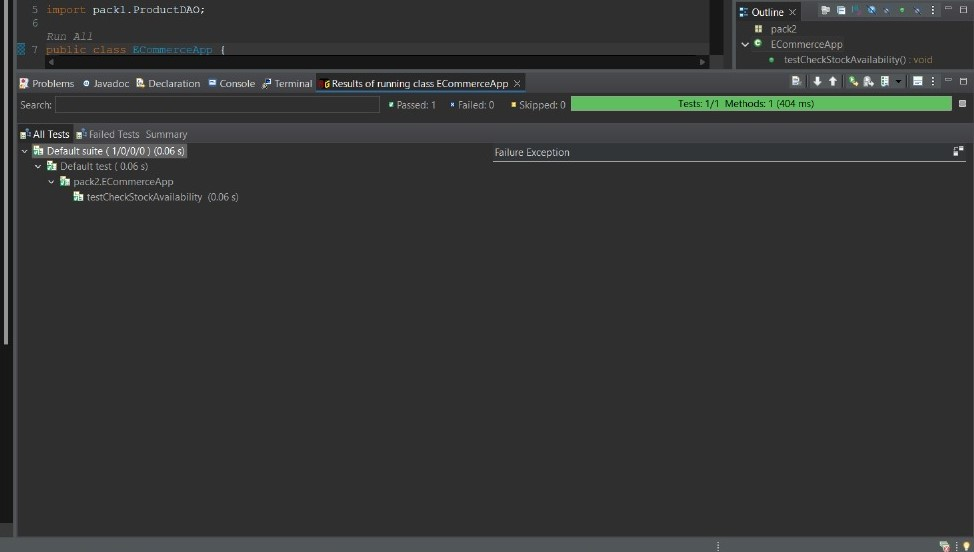 5 import pack1.ProductDAO;
6
Run All
7 public class ECommerceApp {
Outline
pack2
ECommerceApp
testCheckStockAvailability() : void
Problems Javadoc Declaration Console Terminal Results of running class ECommerceApp
Search: Passed: 1 Failed: 0 Skipped: 0 Tests: 1/1 Methods: 1 (404 ms)
All Tests Failed Tests Summary
Default suite ( 1/0/0/0 ) (0.06 s)
Default test ( 0.06 s)
pack2.ECommerceApp
testCheckStockAvailability (0.06 s)
Failure Exception